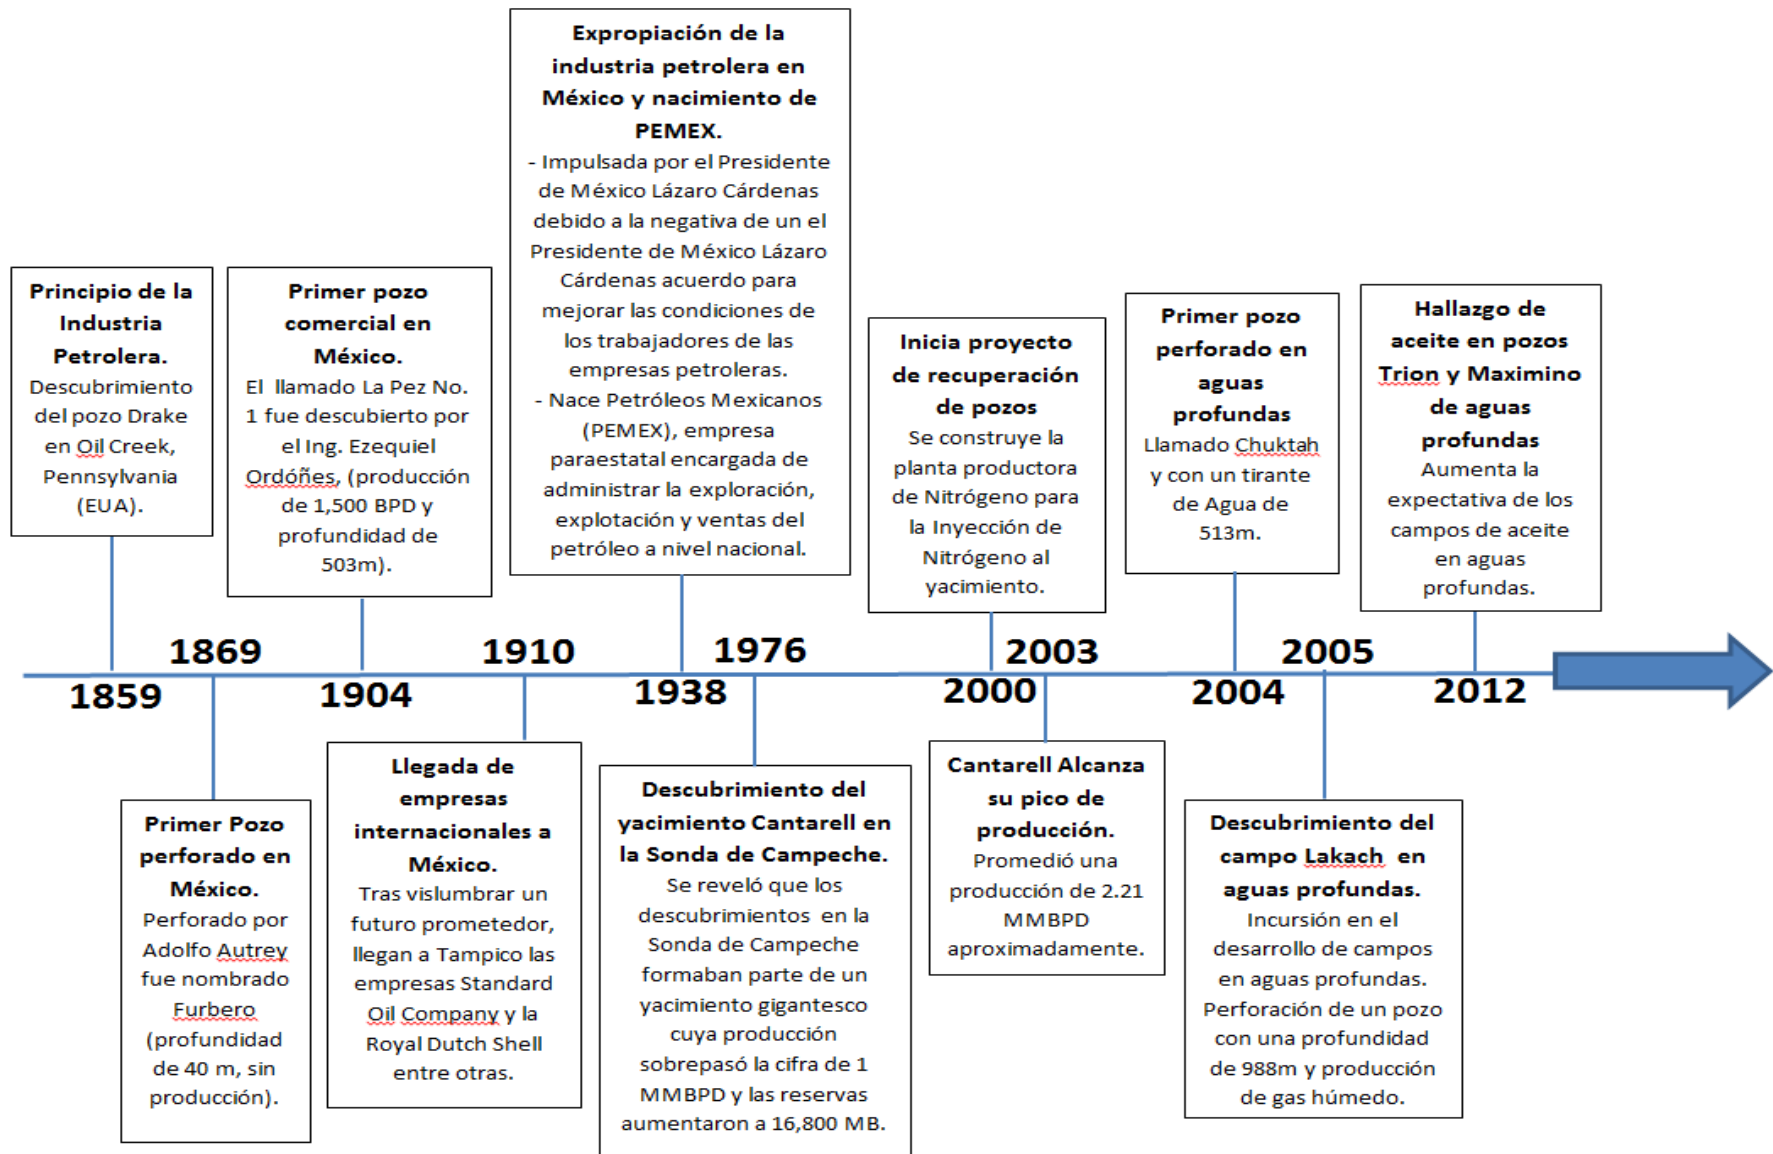 Expropiación de la
industria petrolera en
México y nacimiento de
PEMEX.
- Impulsada por el Presidente
de México Lázaro Cárdenas
debido a la negativa de un el
Presidente de México Lázaro
Cárdenas acuerdo para
mejorar las condiciones de
los trabajadores de las
empresas petroleras.
- Nace Petróleos Mexicanos
(PEMEX), empresa
paraestatal encargada de
administrar la exploración,
explotación y ventas del
petróleo a nivel nacional.
Principio de la
Industria
Petrolera.
Descubrimiento
del pozo Drake
en Oil Creek,
Pennsylvania
(EUA).
Primer pozo
comercial en
México.
El llamado La Pez No.
1 fue descubierto por
el Ing. Ezequiel
Ordóñes, (producción
de 1,500 BPD y
profundidad de
503m).
Inicia proyecto
de recuperación
de pozos
Se construye la
planta productora
de Nitrógeno para
la Inyección de
Nitrógeno al
yacimiento.
Primer pozo
perforado en
aguas
profundas
Llamado Chuktah
y con un tirante
de Agua de
513m.
Hallazgo de
aceite en pozos
Trion y Maximino
de aguas
profundas
Aumenta la
expectativa de los
campos de aceite
en aguas
profundas.
1869 1910 1976 2003 2005
1859 1904 1938 2000 2004 2012
Primer Pozo
perforado en
México.
Perforado por
Adolfo Autrey
fue nombrado
Furbero
(profundidad
de 40 m, sin
producción).
Llegada de
empresas
internacionales a
México.
Tras vislumbrar un
futuro prometedor,
llegan a Tampico las
empresas Standard
Oil Company y la
Royal Dutch Shell
entre otras.
Descubrimiento del
yacimiento Cantarell en
la Sonda de Campeche.
Se reveló que los
descubrimientos en la
Sonda de Campeche
formaban parte de un
yacimiento gigantesco
cuya producción
sobrepasó la cifra de 1
MMBPD y las reservas
aumentaron a 16,800 MB.
Cantarell Alcanza
su pico de
producción.
Promedió una
producción de 2.21
MMBPD
aproximadamente.
Descubrimiento del
campo Lakach en
aguas profundas.
Incursión en el
desarrollo de campos
en aguas profundas.
Perforación de un pozo
con una profundidad
de 988m y producción
de gas húmedo.